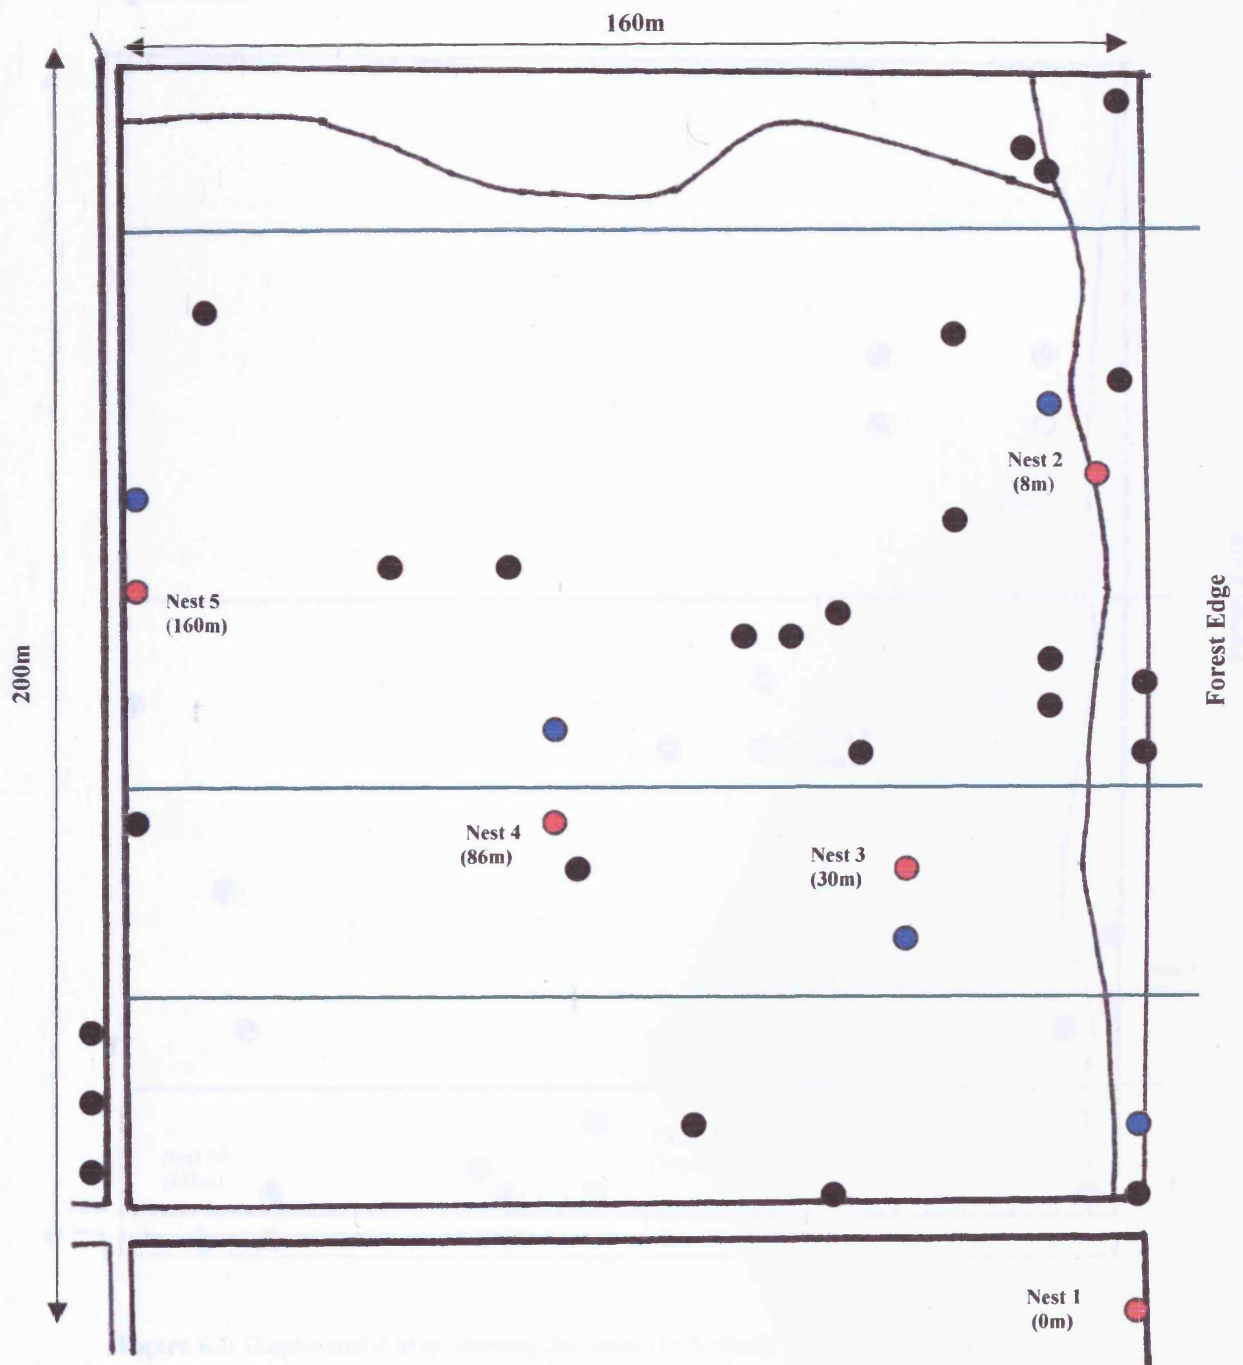 160m
Nest 2
(8m)
Nest 5
(160m)
200m
Forest Edge
Nest 4
(86m)
Nest 3
(30m)
Nest 1
(0m)